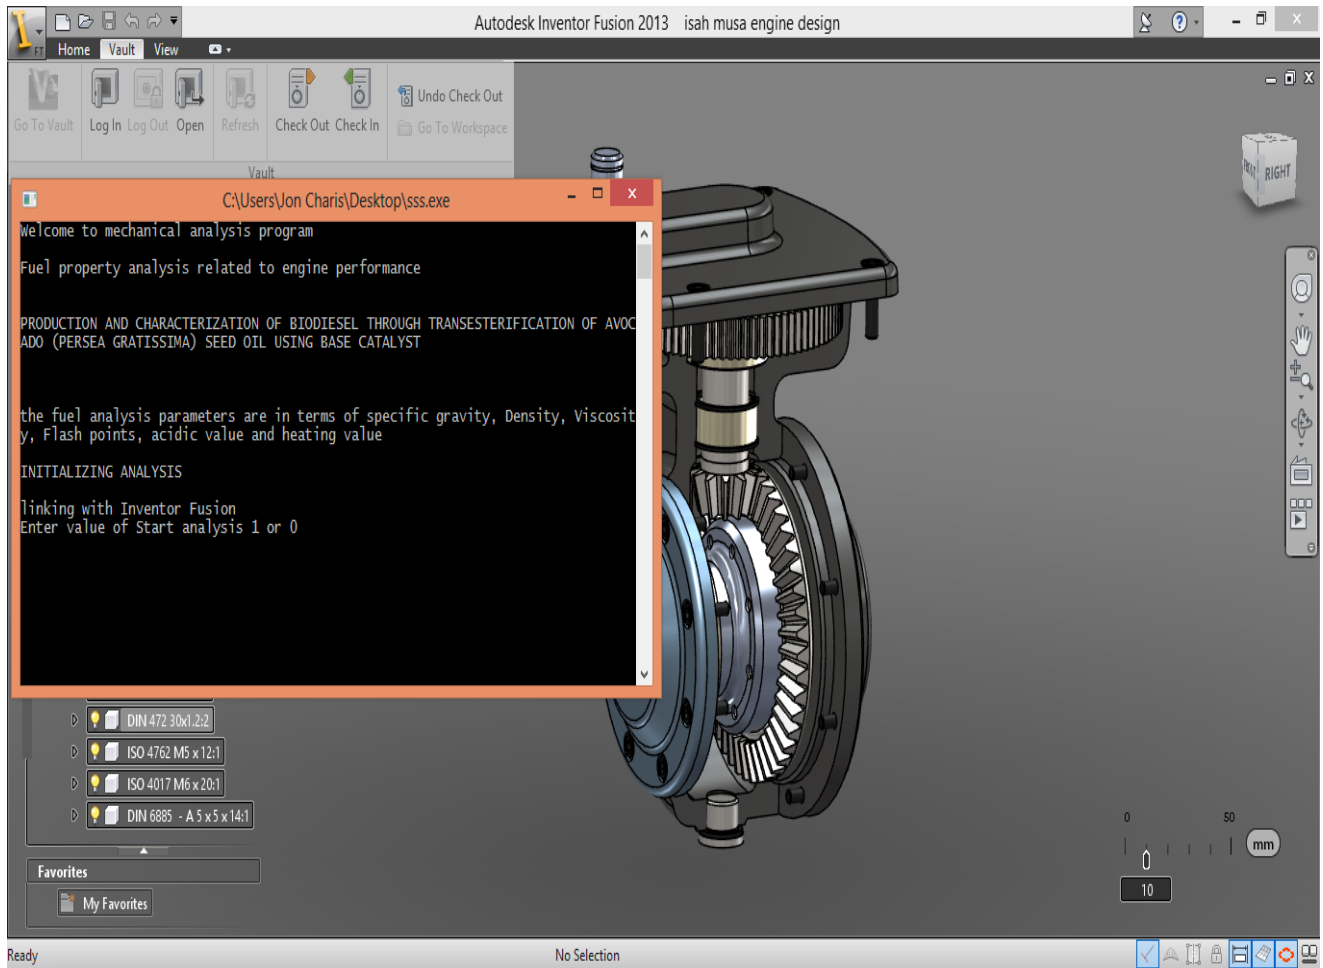 Autodesk Inventor Fusion 2013 isah musa engine design
FT
Home Vault View
Go To Vault Log In Log Out Open Refresh Check Out Check In
Undo Check Out
Go To Workspace
Vault
C:\Users\Jon Charis\Desktop\sss.exe
Welcome to mechanical analysis program
Fuel property analysis related to engine performance
PRODUCTION AND CHARACTERIZATION OF BIODIESEL THROUGH TRANSESTERIFICATION OF AVOC
ADO (PERSEA GRATISSIMA) SEED OIL USING BASE CATALYST
the fuel analysis parameters are in terms of specific gravity, Density, Viscosit
y, Flash points, acidic value and heating value
INITIALIZING ANALYSIS
linking with Inventor Fusion
Enter value of Start analysis 1 or 0
RIGHT
DIN 472 30x1.2:2
ISO 4762 M5 x 12:1
ISO 4017 M6 x 20:1
DIN 6885 - A 5 x 5 x 14:1
Favorites
My Favorites
0 50
mm
10
Ready
No Selection